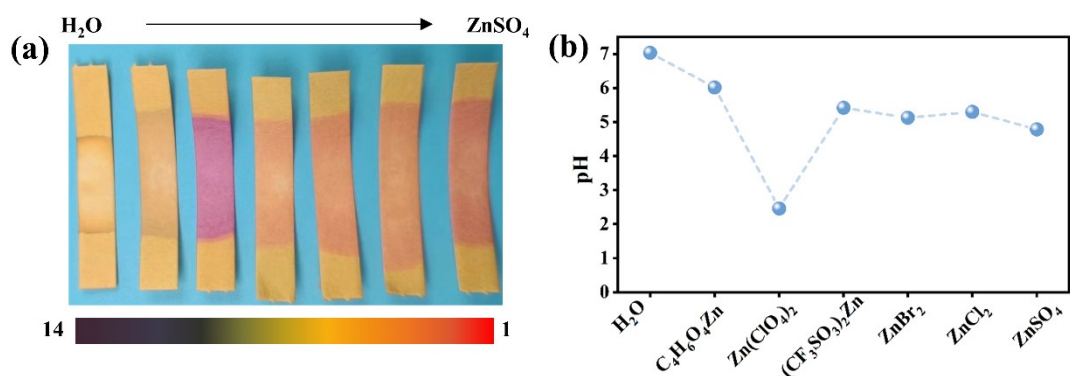 H₂O ZnSO₄
(a)
14 1
(b)
pH
7
6
5
4
3
2
1
0
H₂O
C₄H₆O₄Zn
Zn(ClO₄)₂
(CF₃SO₃)₂Zn
ZnBr₂
ZnCl₂
ZnSO₄